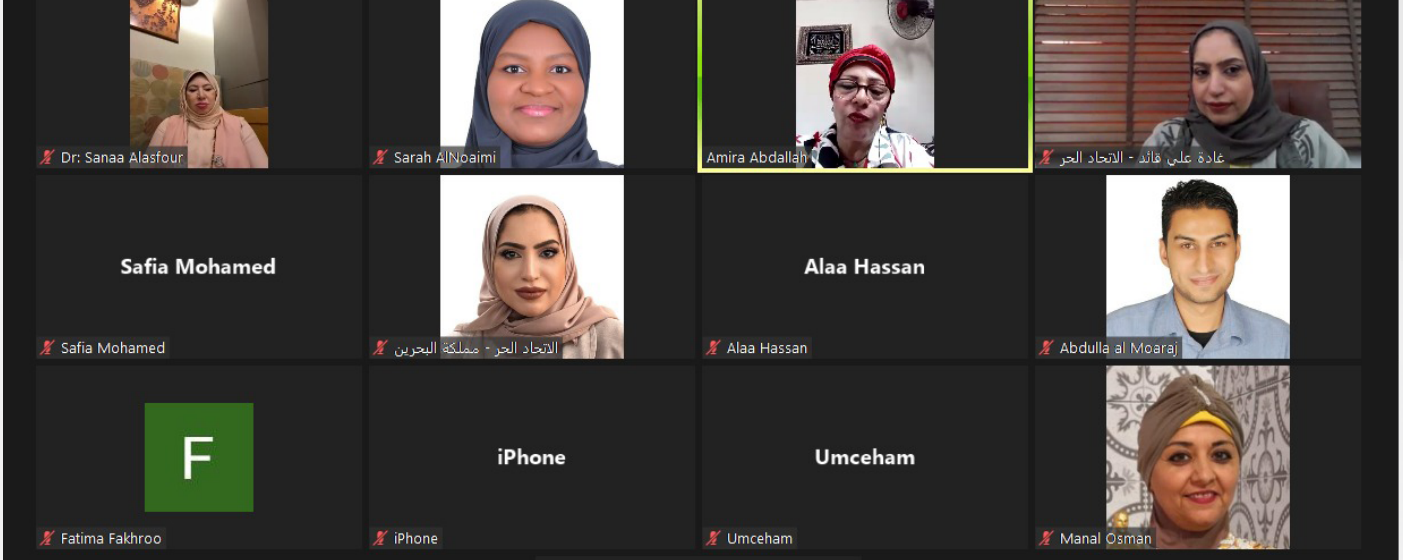 Dr: Sanaa Alasfour
Sarah AlNoaimi
Amira Abdallah
غادة علي قائد - الاتحاد الحر
Safia Mohamed
Safia Mohamed
الاتحاد الحر - مملكة البحرين
Alaa Hassan
Alaa Hassan
Abdulla al Moaraj
F
Fatima Fakhroo
iPhone
iPhone
Umceham
Umceham
Manal Osman